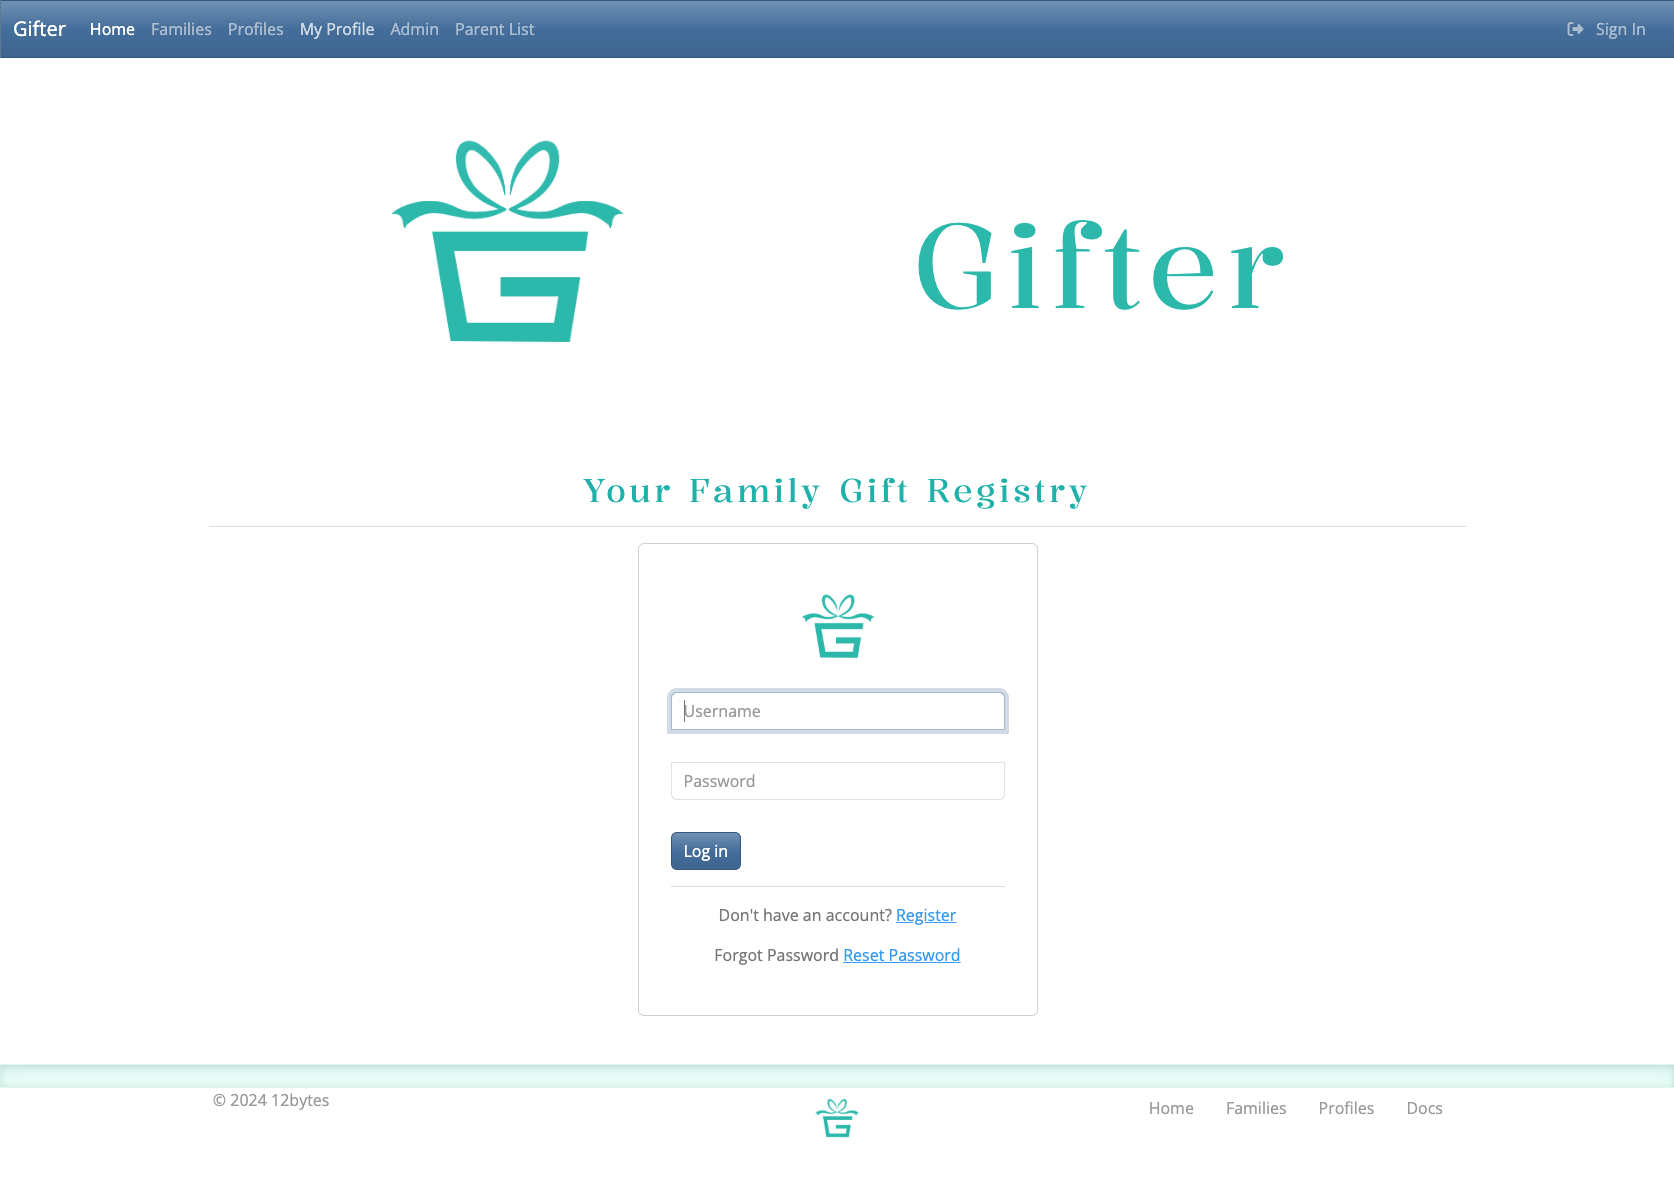 Gifter Home Families Profiles My Profile Admin Parent List Sign In
Gifter
Your Family Gift Registry
Username
Password
Log in
Don't have an account? Register
Forgot Password Reset Password
© 2024 12bytes
Home Families Profiles Docs